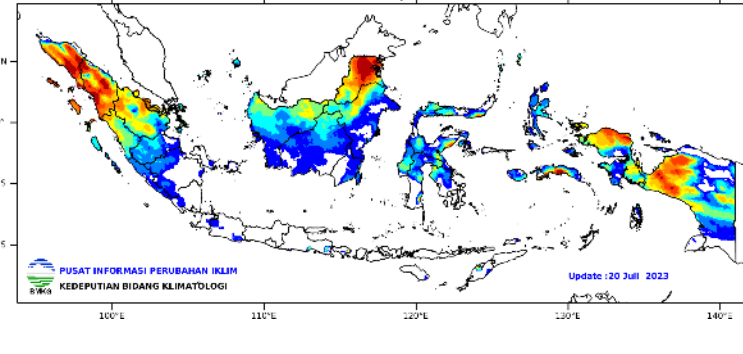 N
S
S
PUSAT INFORMASI PERUBAHAN IKLIM
KEDEPUTIAN BIDANG KLIMATOLOGI
BMKG
Update :20 Juli 2023
100°E 110°E 120°E 130°E 140°E